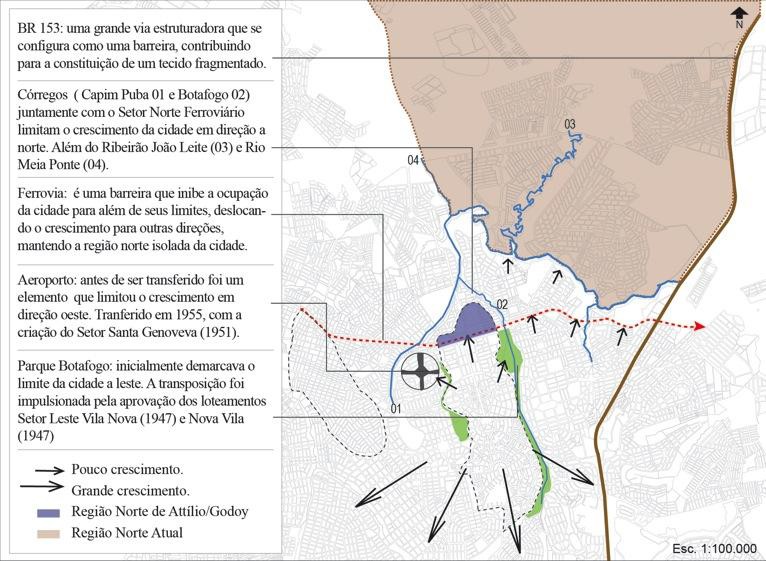 BR 153: uma grande via estruturadora que se
configura como uma barreira, contribuindo
para a constituição de um tecido fragmentado.
Córregos ( Capim Puba 01 e Botafogo 02)
juntamente com o Setor Norte Ferroviário
limitam o crescimento da cidade em direção a
norte. Além do Ribeirão João Leite (03) e Rio
Meia Ponte (04).
Ferrovia: é uma barreira que inibe a ocupação
da cidade para além de seus limites, deslocan-
do o crescimento para outras direções,
mantendo a região norte isolada da cidade.
Aeroporto: antes de ser transferido foi um
elemento que limitou o crescimento em
direção oeste. Tranferido em 1955, com a
criação do Setor Santa Genoveva (1951).
Parque Botafogo: inicialmente demarcava o
limite da cidade a leste. A transposição foi
impulsionada pela aprovação dos loteamentos
Setor Leste Vila Nova (1947) e Nova Vila
(1947)
Pouco crescimento.
Grande crescimento.
Região Norte de Attílio/Godoy
Região Norte Atual
N
03
04
02
01
Esc. 1:100.000